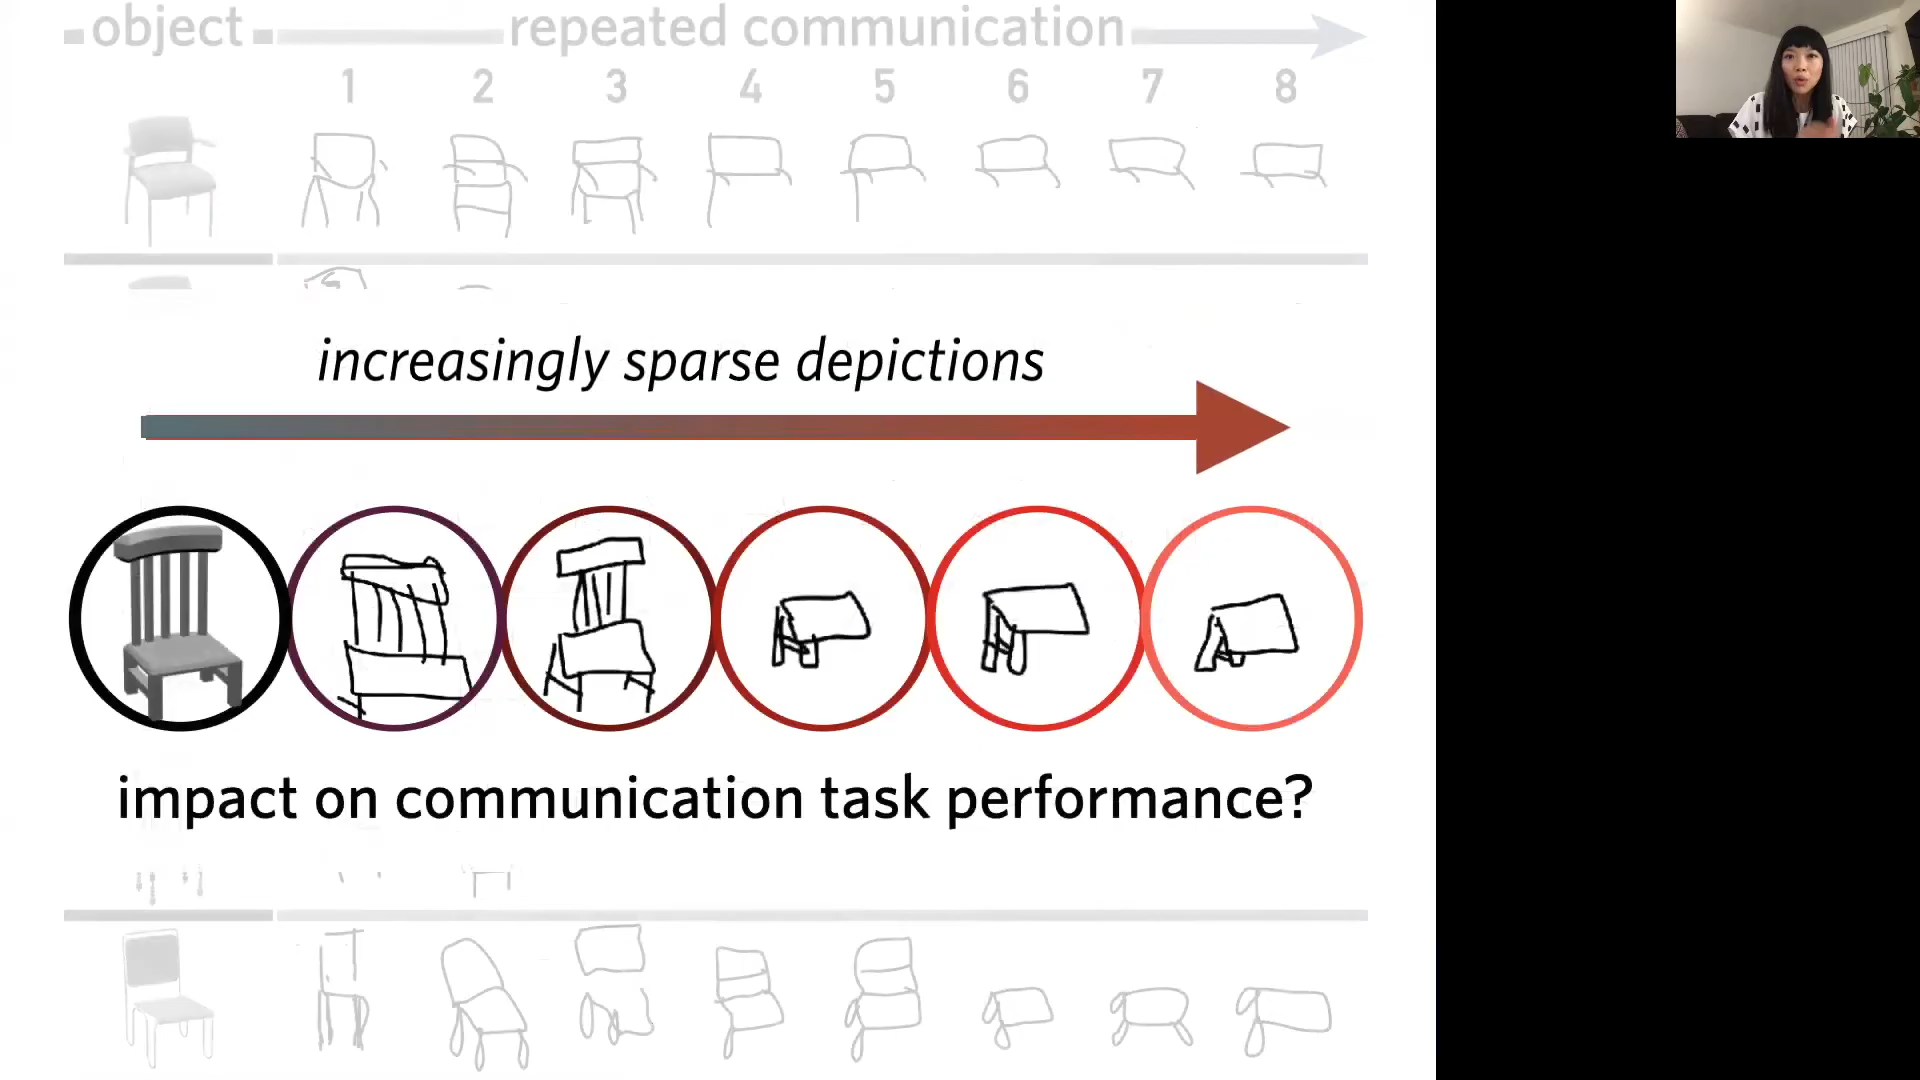 object repeated communication
1 2 3 4 5 6 7 8
increasingly sparse depictions
impact on communication task performance?